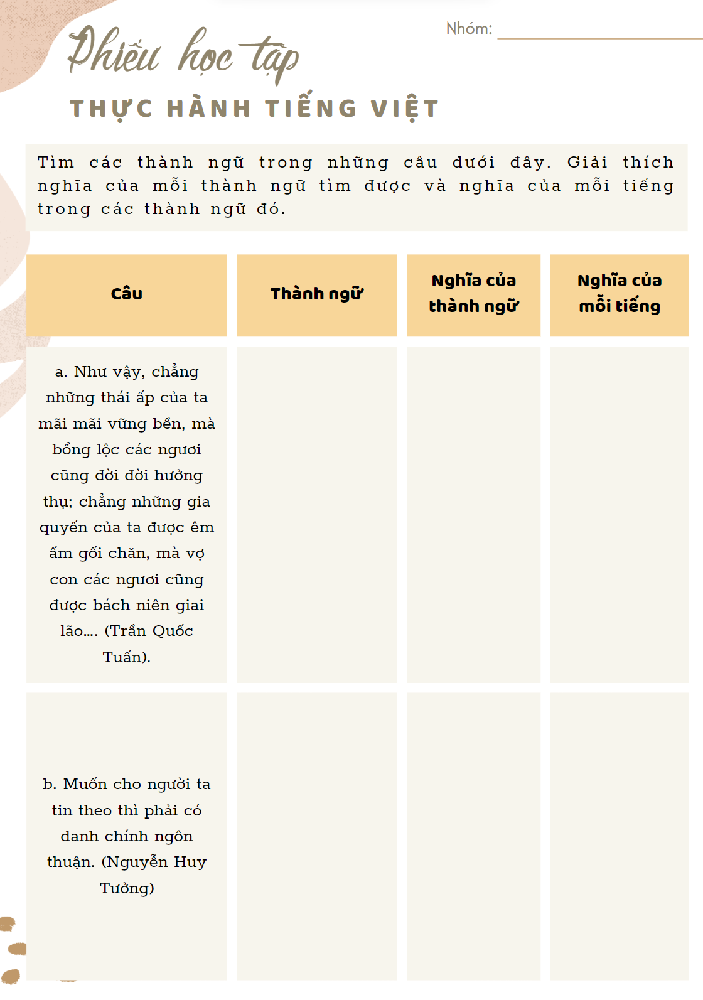 Nhóm:
Phiếu học tập
THỰC HÀNH TIẾNG VIỆT
Tìm các thành ngữ trong những câu dưới đây. Giải thích
nghĩa của mỗi thành ngữ tìm được và nghĩa của mỗi tiếng
trong các thành ngữ đó.
Câu
Thành ngữ
Nghĩa của
thành ngữ
Nghĩa của
mỗi tiếng
a. Như vậy, chẳng
những thái ấp của ta
mãi mãi vững bền, mà
bổng lộc các ngươi
cũng đời đời hưởng
thụ; chẳng những gia
quyến của ta được êm
ấm gối chăn, mà vợ
con các ngươi cũng
được bách niên giai
lão.... (Trần Quốc
Tuấn).
b. Muốn cho người ta
tin theo thì phải có
danh chính ngôn
thuận. (Nguyễn Huy
Tưởng)